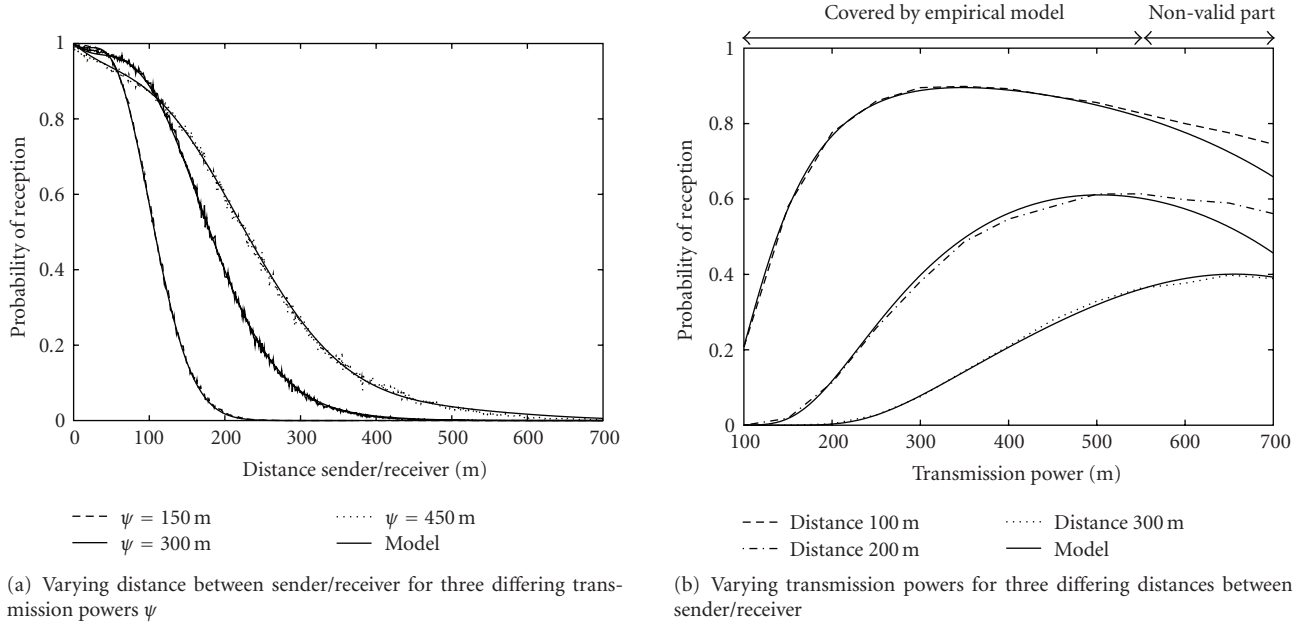 1
0.8
0.6
0.4
0.2
0
Probability of reception
0 100 200 300 400 500 600 700
Distance sender/receiver (m)
ψ = 150 m
ψ = 300 m
ψ = 450 m
Model
(a) Varying distance between sender/receiver for three differing trans-
mission powers ψ
Covered by empirical model
Non-valid part
1
0.8
0.6
0.4
0.2
0
Probability of reception
100 200 300 400 500 600 700
Transmission power (m)
Distance 100 m
Distance 200 m
Distance 300 m
Model
(b) Varying transmission powers for three differing distances between
sender/receiver